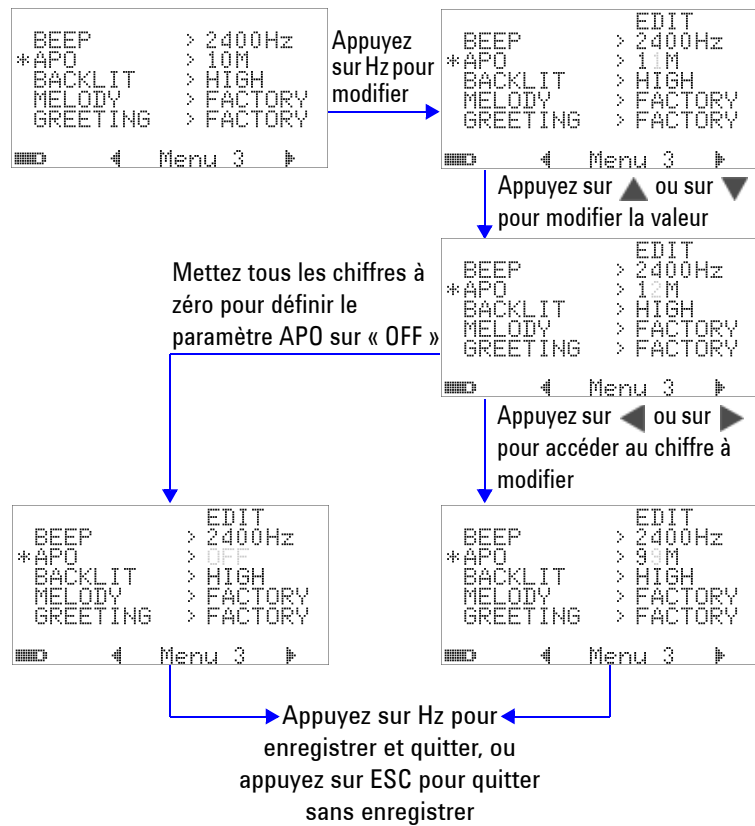 BEEP > 2400Hz
*APO > 10M
BACKLIT > HIGH
MELODY > FACTORY
GREETING > FACTORY
Menu 3
Appuyez
sur Hz pour
modifier
EDIT
BEEP > 2400Hz
*APO > 11M
BACKLIT > HIGH
MELODY > FACTORY
GREETING > FACTORY
Menu 3
Appuyez sur ▲ ou sur ▼
pour modifier la valeur
EDIT
BEEP > 2400Hz
*APO > 12M
BACKLIT > HIGH
MELODY > FACTORY
GREETING > FACTORY
Menu 3
Mettez tous les chiffres à
zéro pour définir le
paramètre APO sur « OFF »
Appuyez sur ◀ ou sur ▶
pour accéder au chiffre à
modifier
EDIT
BEEP > 2400Hz
*APO > OFF
BACKLIT > HIGH
MELODY > FACTORY
GREETING > FACTORY
Menu 3
EDIT
BEEP > 2400Hz
*APO > 99M
BACKLIT > HIGH
MELODY > FACTORY
GREETING > FACTORY
Menu 3
Appuyez sur Hz pour
enregistrer et quitter, ou
appuyez sur ESC pour quitter
sans enregistrer